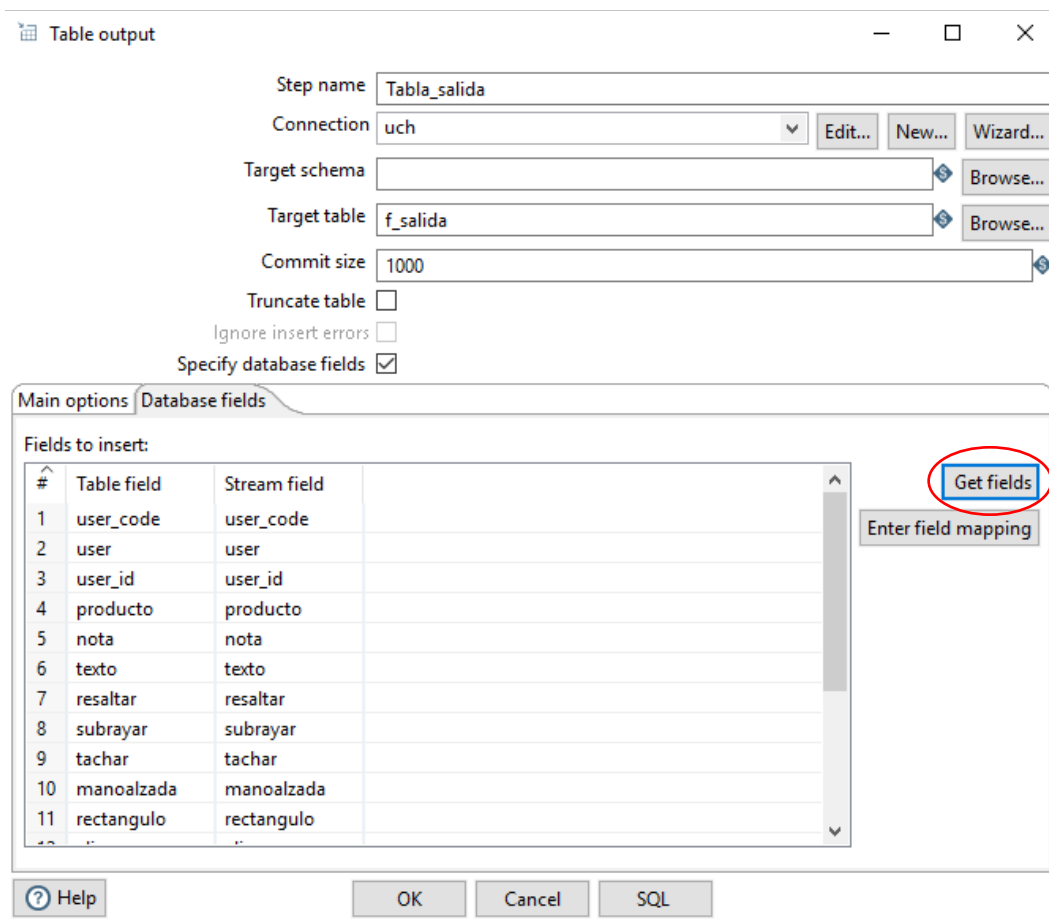 Table output
Step name Tabla_salida
Connection uch Edit... New... Wizard...
Target schema Browse...
Target table f_salida Browse...
Commit size 1000
Truncate table
Ignore insert errors
Specify database fields
Main options Database fields
Fields to insert:
# Table field Stream field
Get fields
1 user_code user_code
Enter field mapping
2 user user
3 user_id user_id
4 producto producto
5 nota nota
6 texto texto
7 resaltar resaltar
8 subrayar subrayar
9 tachar tachar
10 manoalzada manoalzada
11 rectangulo rectangulo
Help OK Cancel SQL